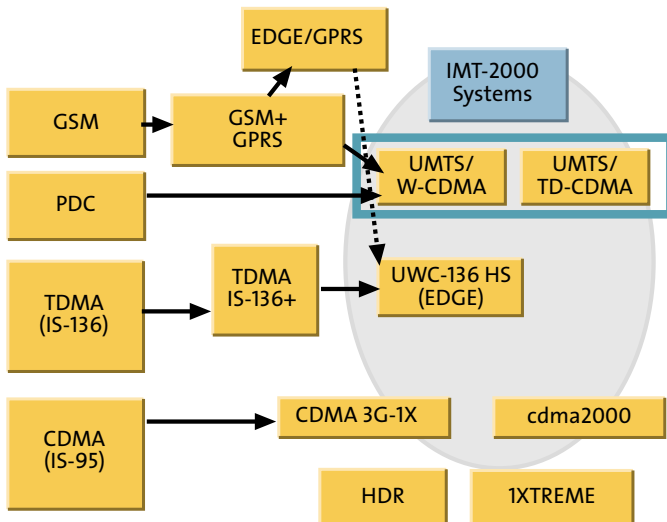 EDGE/GPRS
IMT-2000
Systems
GSM
GSM+
GPRS
UMTS/
W-CDMA
UMTS/
TD-CDMA
PDC
TDMA
(IS-136)
TDMA
IS-136+
UWC-136 HS
(EDGE)
CDMA
(IS-95)
CDMA 3G-1X
cdma2000
HDR
1XTREME